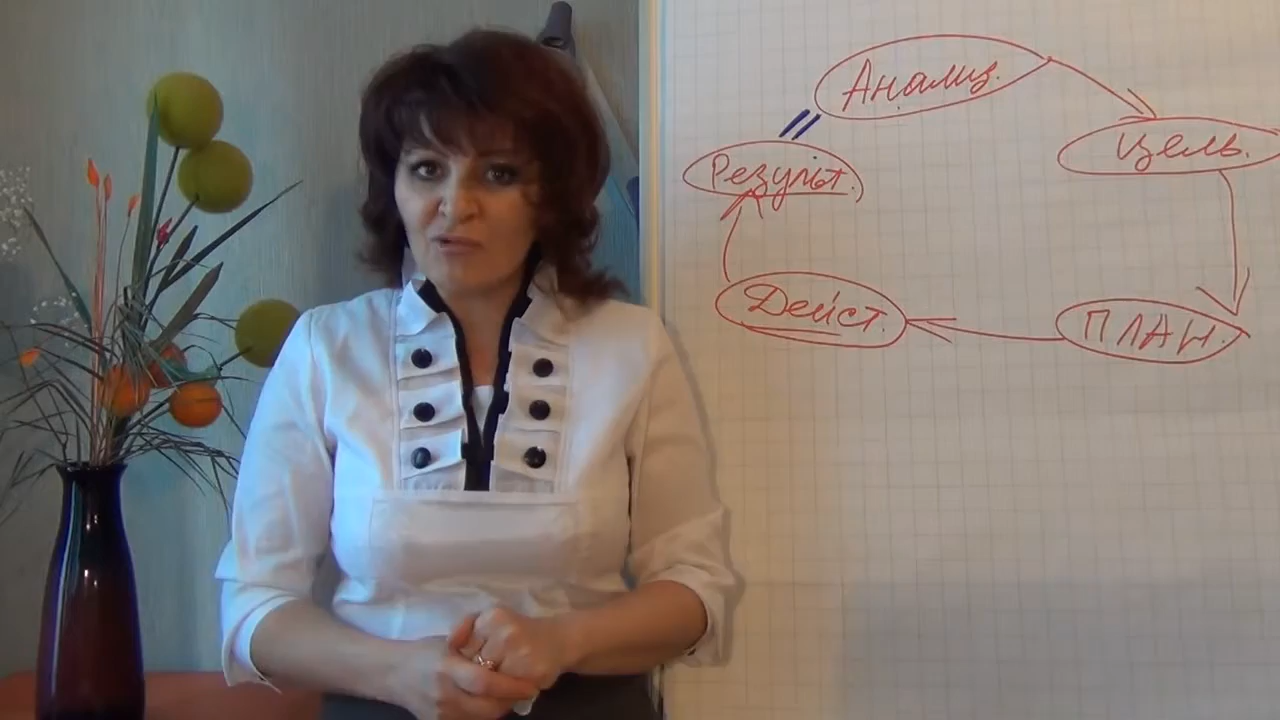 Анализ.
Цель.
План.
Дейст.
Результ.